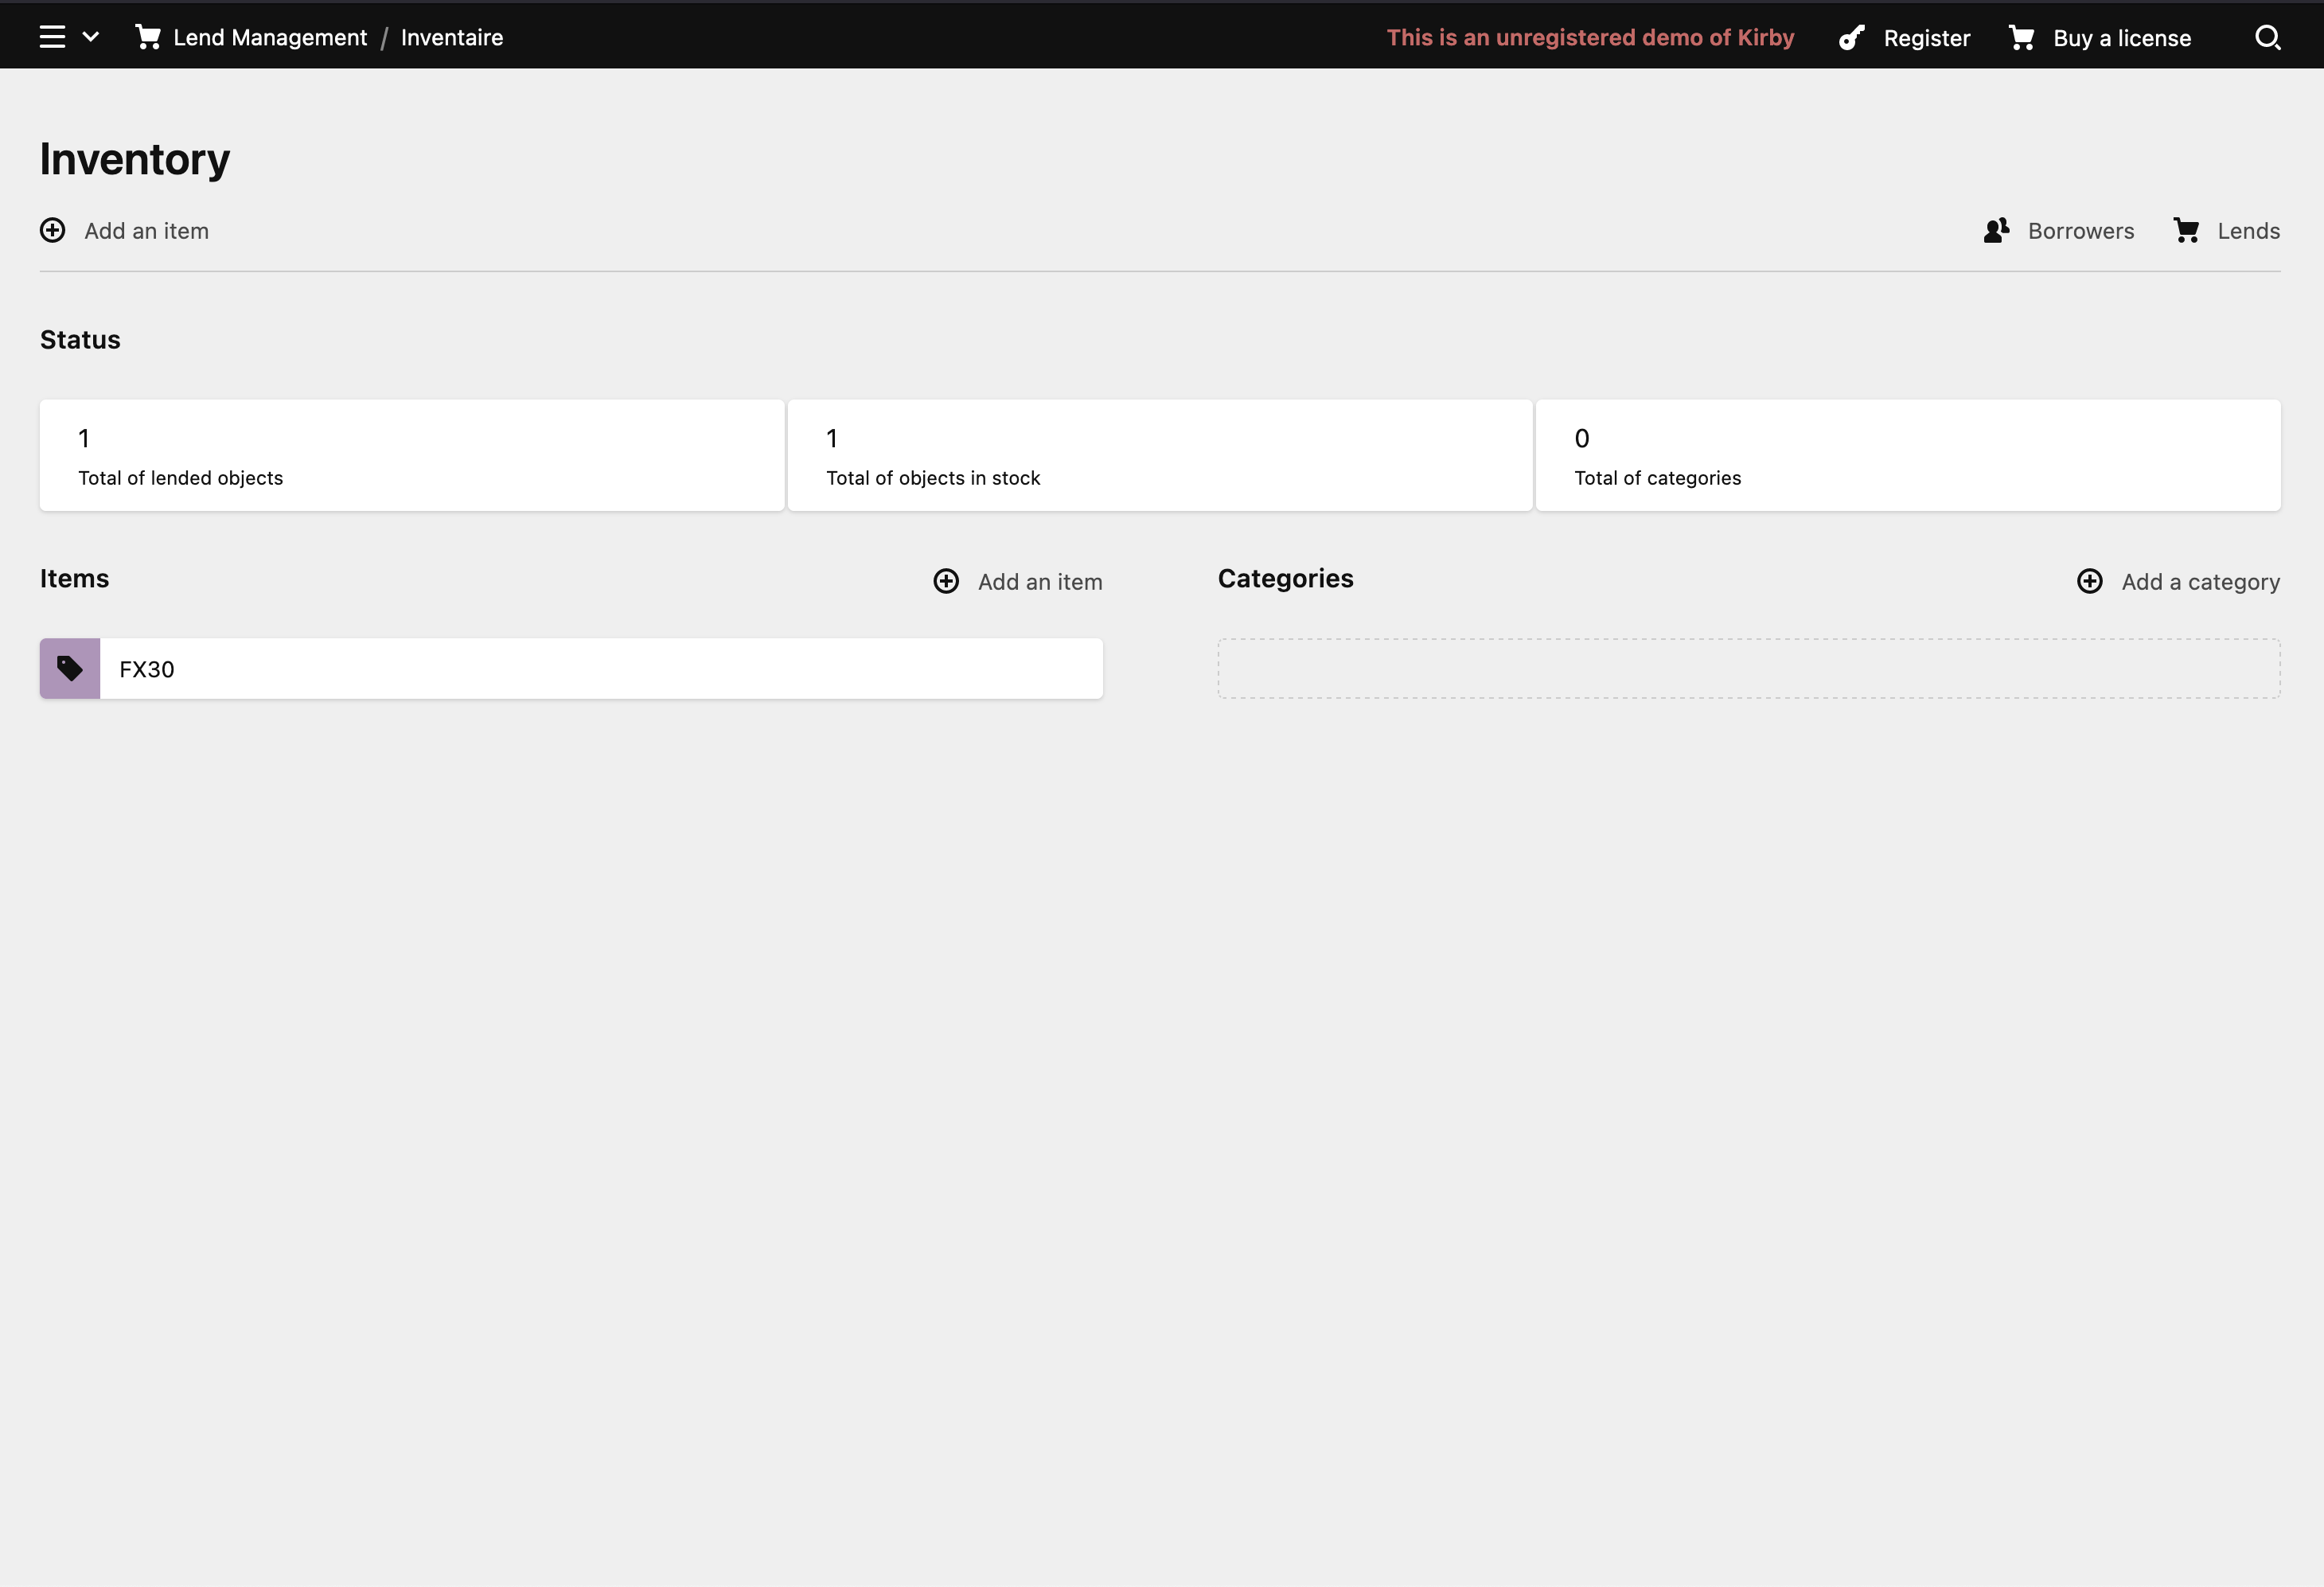 Lend Management / Inventaire
This is an unregistered demo of Kirby
Register
Buy a license
Inventory
Add an item
Borrowers
Lends
Status
1
Total of lended objects
1
Total of objects in stock
0
Total of categories
Items
Add an item
FX30
Categories
Add a category